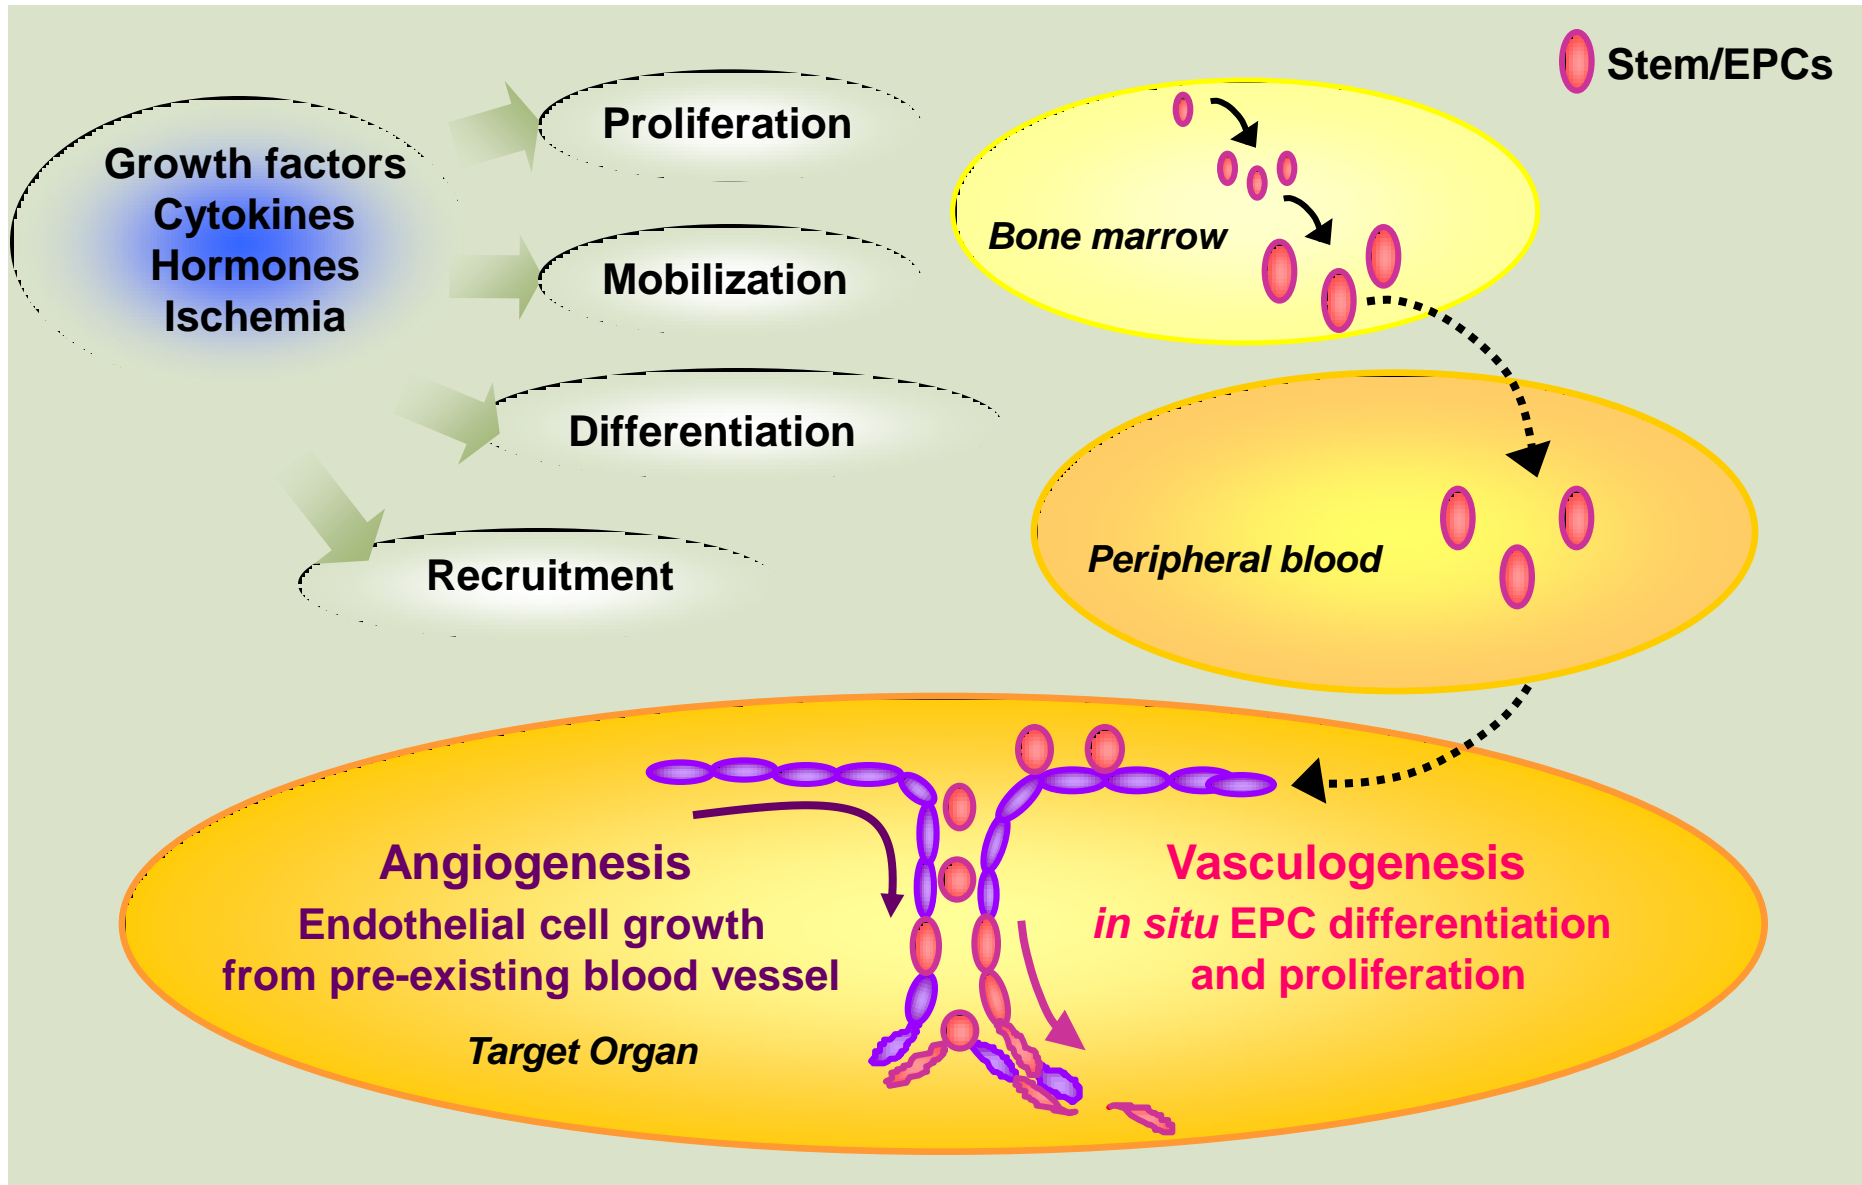 Stem/EPCs
Growth factors
Cytokines
Hormones
Ischemia
Proliferation
Mobilization
Differentiation
Recruitment
Bone marrow
Peripheral blood
Angiogenesis
Endothelial cell growth
from pre-existing blood vessel
Target Organ
Vasculogenesis
in situ EPC differentiation
and proliferation